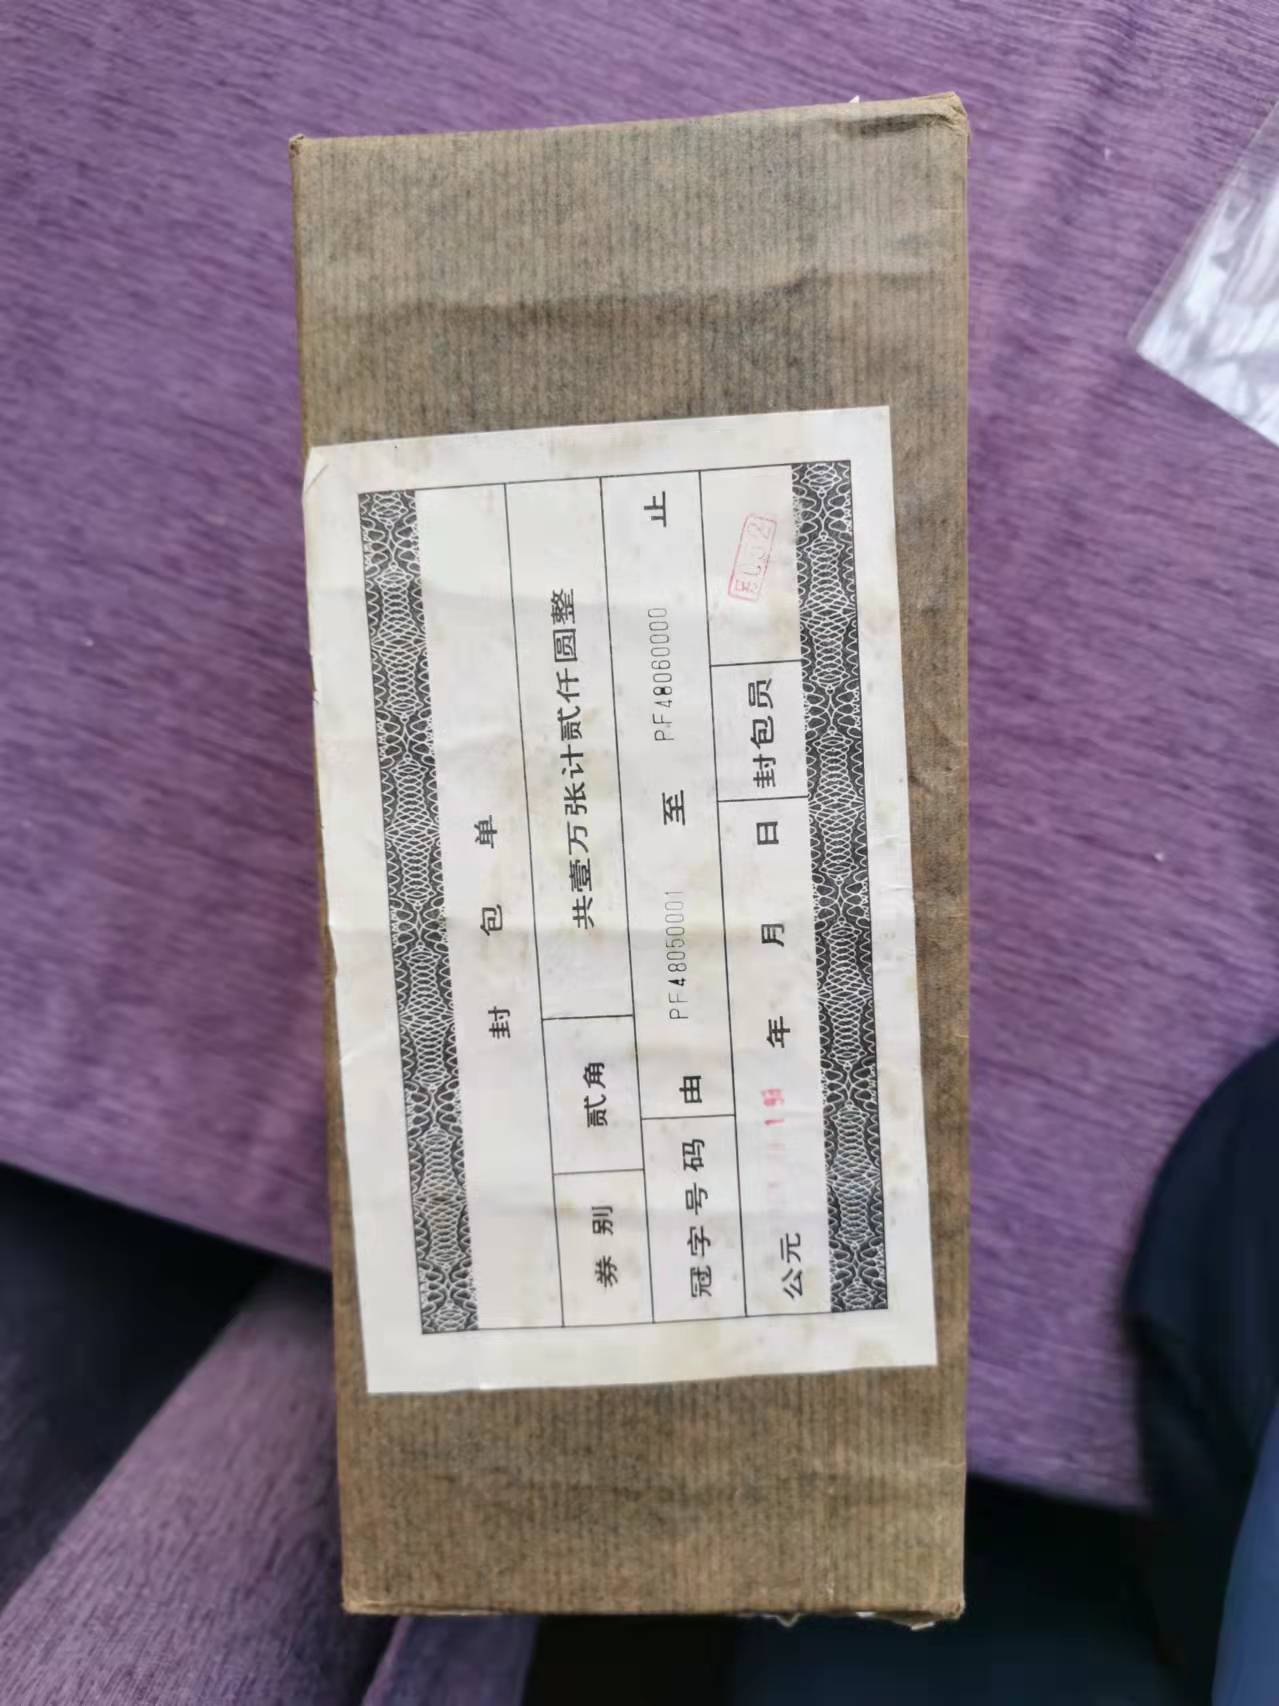 封包单
券别 贰角 共壹万张计贰仟圆整
冠字号码 由 PF48050001 至 PF48060000 止
公元 年 月 日 封包员